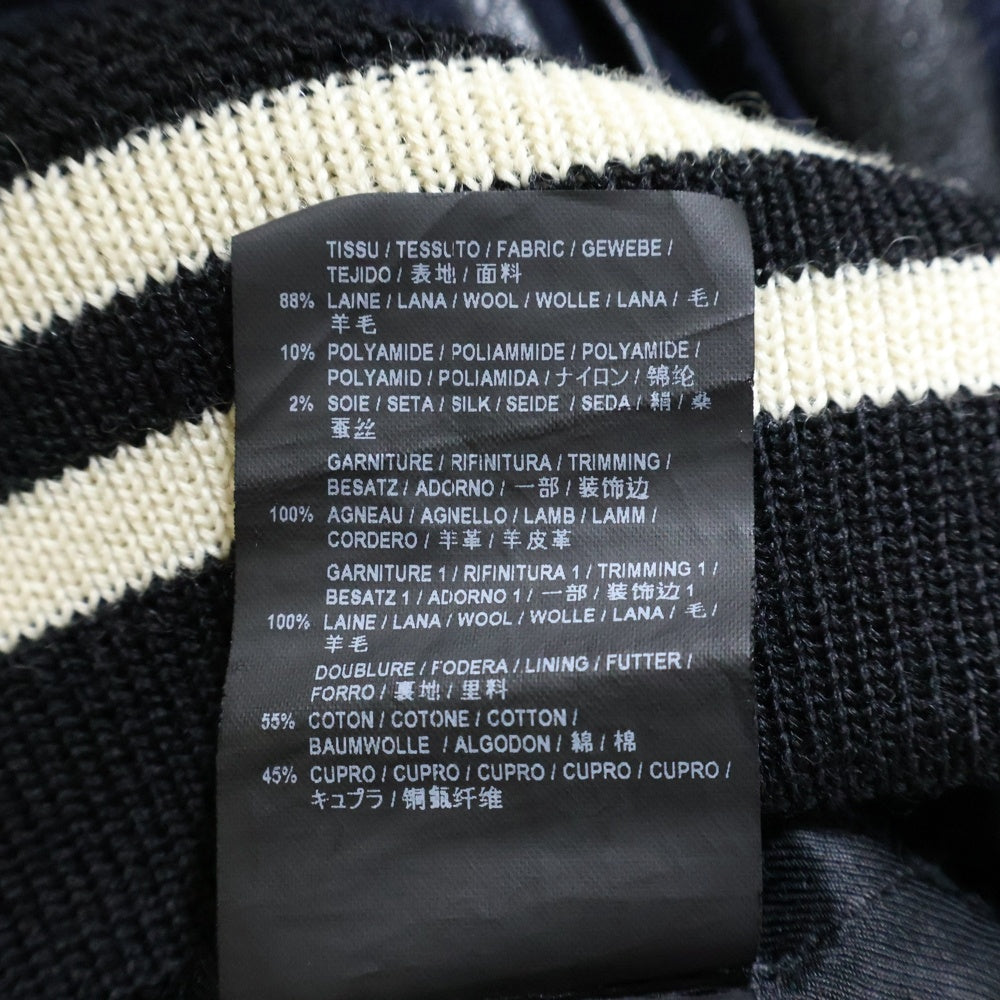 TISSU / TESSUTO / FABRIC / GEWEBE /
TEJIDO / 表地 / 面料
88% LAINE / LANA / WOOL / WOLLE / LANA / 毛 /
羊毛
10% POLYAMIDE / POLIAMMIDE / POLYAMIDE /
POLYAMID / POLIAMIDA / ナイロン / 锦纶
2% SOIE / SETA / SILK / SEIDE / SEDA / 絹 / 桑
蚕丝
GARNITURE / RIFINITURA / TRIMMING /
BESATZ / ADORNO / 一部 / 装饰边
100% AGNEAU / AGNELLO / LAMB / LAMM /
CORDERO / 羊革 / 羊皮革
GARNITURE 1 / RIFINITURA 1 / TRIMMING 1 /
BESATZ 1 / ADORNO 1 / 一部 / 装饰边 1
100% LAINE / LANA / WOOL / WOLLE / LANA / 毛 /
羊毛
DOUBLURE / FODERA / LINING / FUTTER /
FORRO / 裏地 / 里料
55% COTON / COTONE / COTTON /
BAUMWOLLE / ALGODON / 綿 / 棉
45% CUPRO / CUPRO / CUPRO / CUPRO / CUPRO /
キュプラ / 铜氨纤维